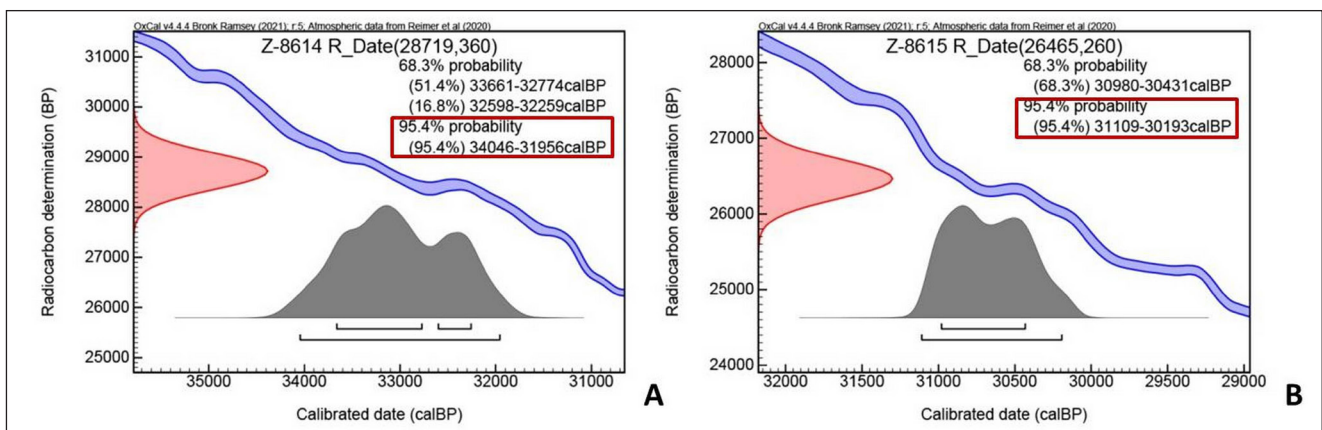 OxCal v4.4.4 Bronk Ramsey (2021); r:5; Atmospheric data from Reimer et al (2020)
Z-8614 R_Date(28719,360)
68.3% probability
(51.4%) 33661-32774calBP
(16.8%) 32598-32259calBP
95.4% probability
(95.4%) 34046-31956calBP
Radiocarbon determination (BP)
31000
30000
29000
28000
27000
26000
25000
35000 34000 33000 32000 31000
Calibrated date (calBP)
A
OxCal v4.4.4 Bronk Ramsey (2021); r:5; Atmospheric data from Reimer et al (2020)
Z-8615 R_Date(26465,260)
68.3% probability
(68.3%) 30980-30431calBP
95.4% probability
(95.4%) 31109-30193calBP
Radiocarbon determination (BP)
28000
27000
26000
25000
24000
32000 31500 31000 30500 30000 29500 29000
Calibrated date (calBP)
B